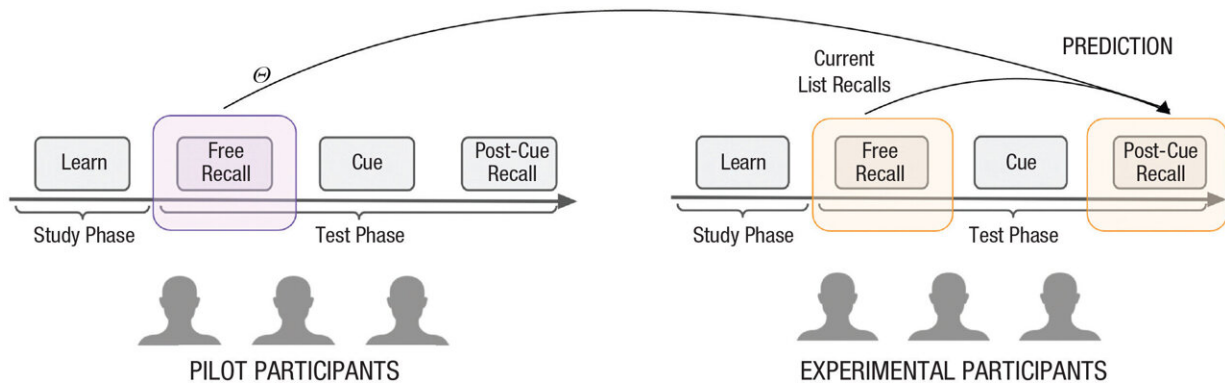 Θ
PREDICTION
Current
List Recalls
Learn
Free
Recall
Cue
Post-Cue
Recall
Study Phase
Test Phase
Learn
Free
Recall
Cue
Post-Cue
Recall
Study Phase
Test Phase
PILOT PARTICIPANTS
EXPERIMENTAL PARTICIPANTS